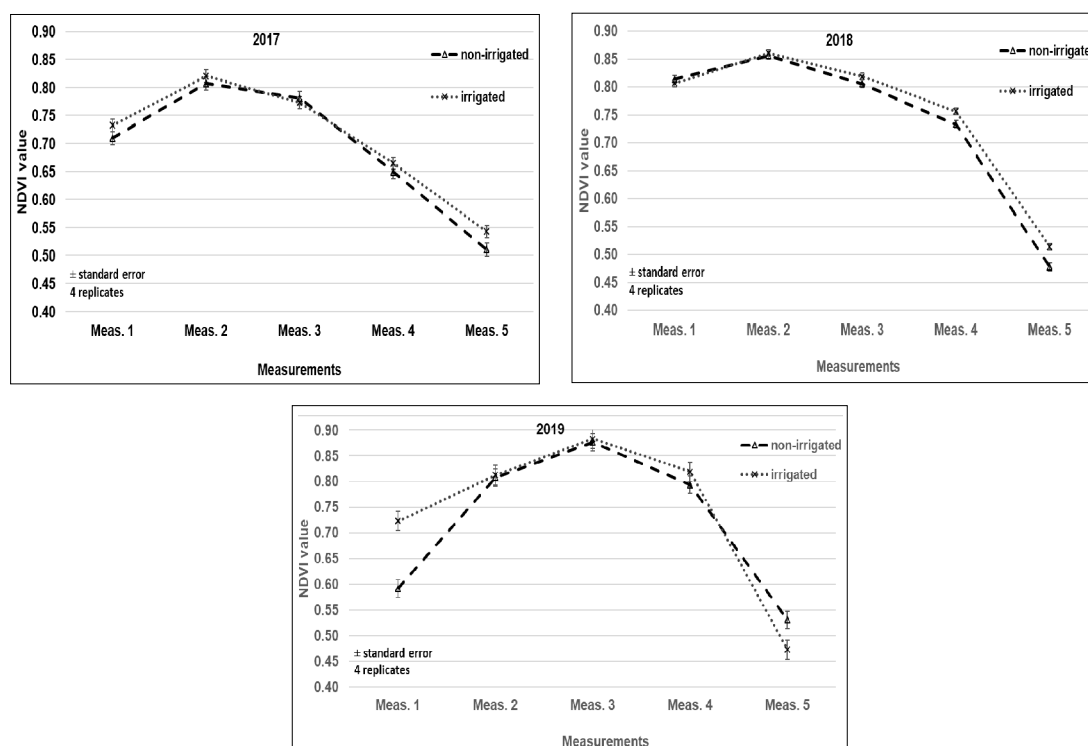 2017
non-irrigated
irrigated
NDVI value
0.90
0.85
0.80
0.75
0.70
0.65
0.60
0.55
0.50
0.45
0.40
± standard error
4 replicates
Meas. 1 Meas. 2 Meas. 3 Meas. 4 Meas. 5
Measurements
2018
non-irrigated
irrigated
NDVI value
0.90
0.85
0.80
0.75
0.70
0.65
0.60
0.55
0.50
0.45
0.40
± standard error
4 replicates
Meas. 1 Meas. 2 Meas. 3 Meas. 4 Meas. 5
Measurements
2019
non-irrigated
irrigated
NDVI value
0.90
0.85
0.80
0.75
0.70
0.65
0.60
0.55
0.50
0.45
0.40
± standard error
4 replicates
Meas. 1 Meas. 2 Meas. 3 Meas. 4 Meas. 5
Measurements